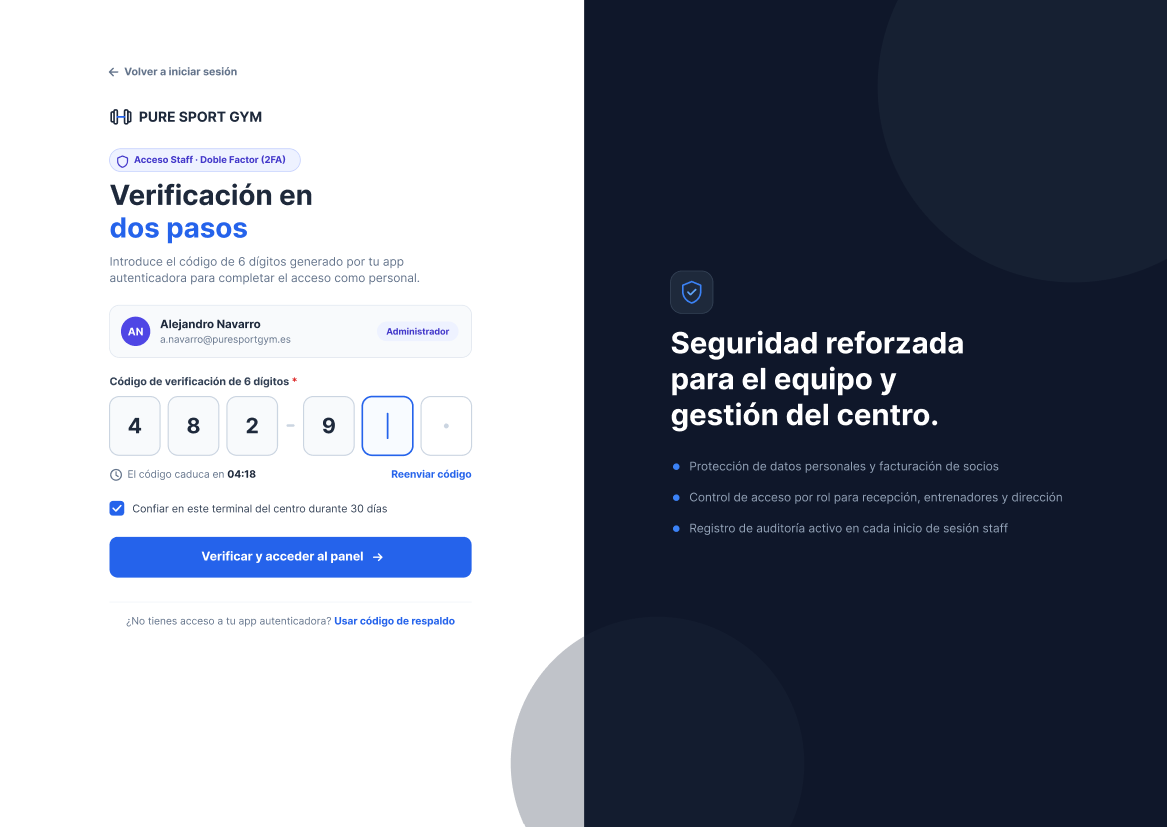 Volver a iniciar sesión
PURE SPORT GYM
Acceso Staff · Doble Factor (2FA)
Verificación en
dos pasos
Introduce el código de 6 dígitos generado por tu app
autenticadora para completar el acceso como personal.
AN
Alejandro Navarro
a.navarro@puresportgym.es
Administrador
Código de verificación de 6 dígitos *
4 8 2 – 9
El código caduca en 04:18
Reenviar código
Confiar en este terminal del centro durante 30 días
Verificar y acceder al panel →
¿No tienes acceso a tu app autenticadora? Usar código de respaldo
Seguridad reforzada
para el equipo y
gestión del centro.
Protección de datos personales y facturación de socios
Control de acceso por rol para recepción, entrenadores y dirección
Registro de auditoría activo en cada inicio de sesión staff